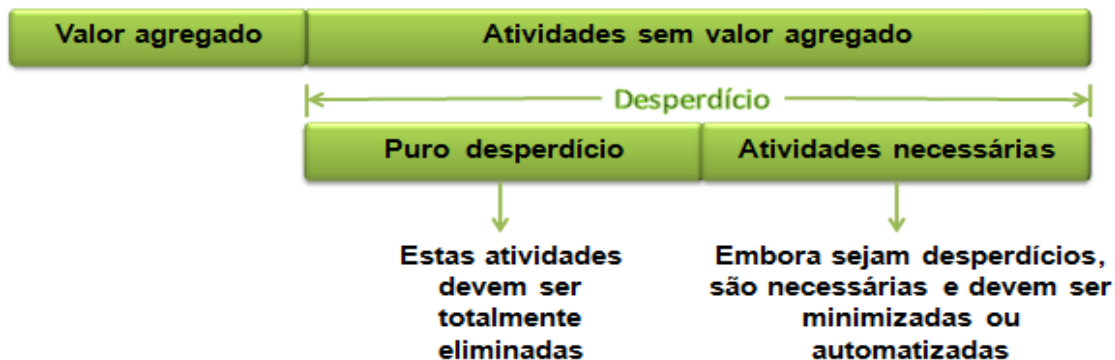 Valor agregado
Atividades sem valor agregado
Desperdício
Puro desperdício
Atividades necessárias
Estas atividades
devem ser
totalmente
eliminadas
Embora sejam desperdícios,
são necessárias e devem ser
minimizadas ou
automatizadas